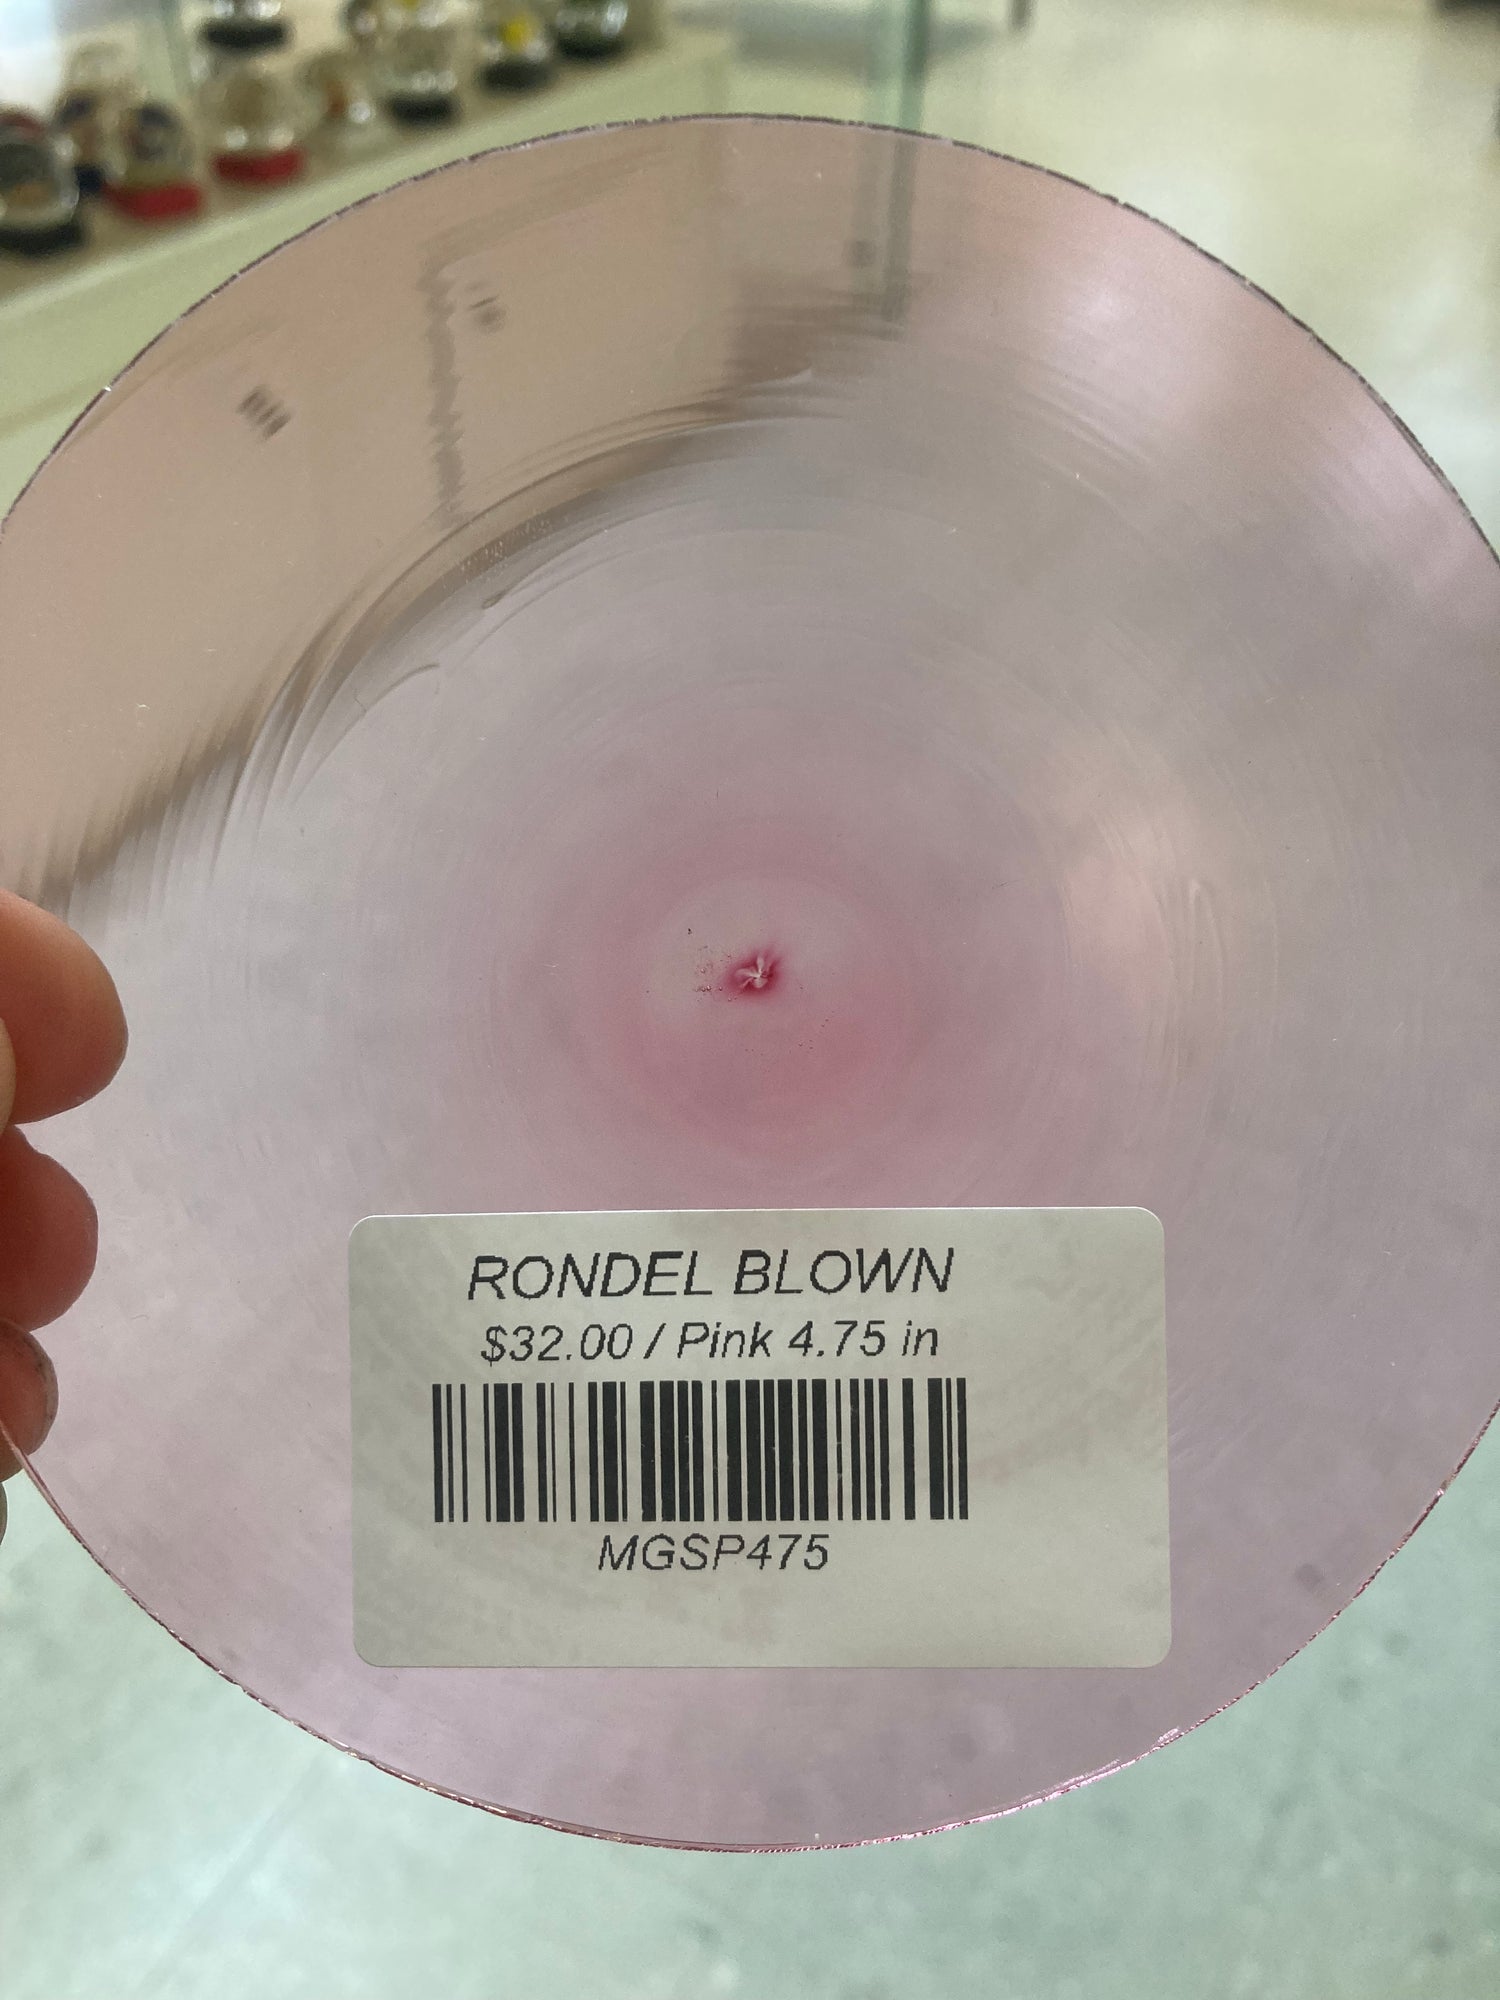 RONDEL BLOWN
$32.00 / Pink 4.75 in
MGSP475